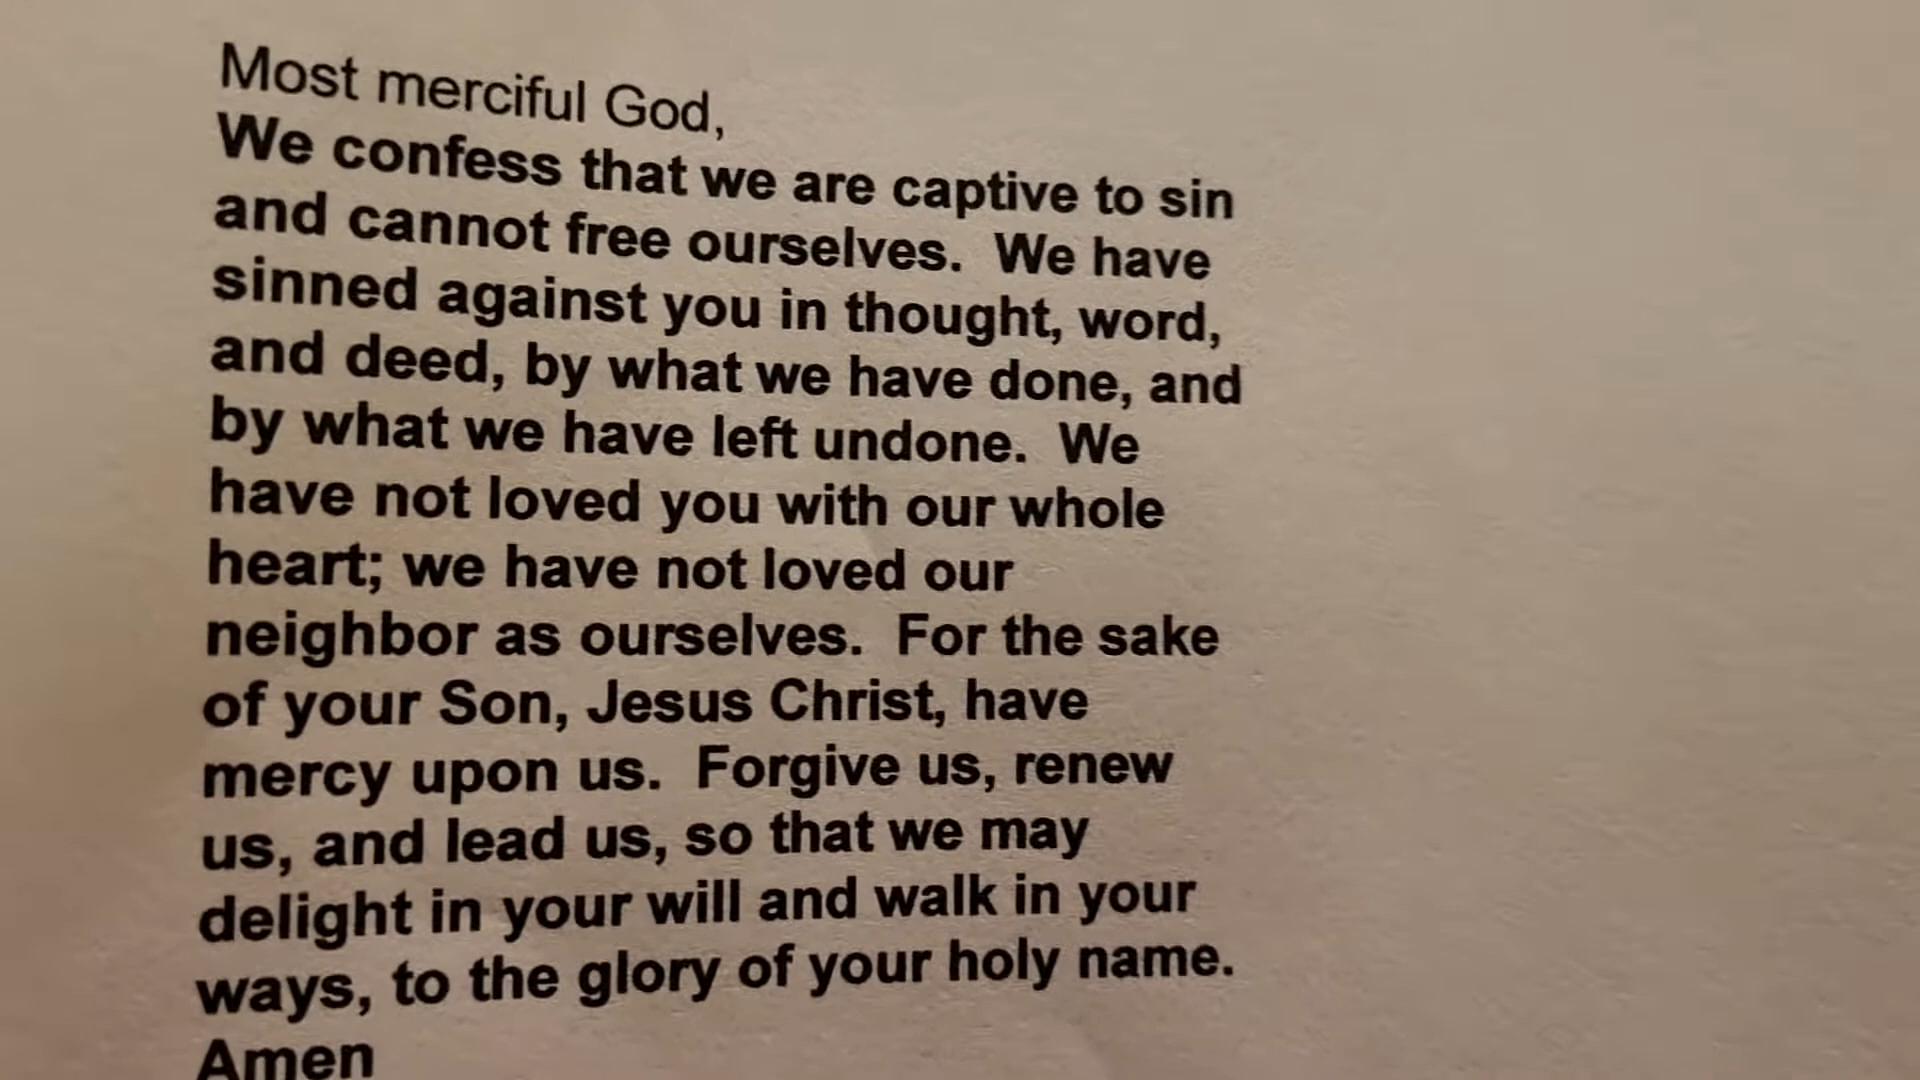 Most merciful God,
We confess that we are captive to sin
and cannot free ourselves.  We have
sinned against you in thought, word,
and deed, by what we have done, and
by what we have left undone.  We
have not loved you with our whole
heart; we have not loved our
neighbor as ourselves.  For the sake
of your Son, Jesus Christ, have
mercy upon us.  Forgive us, renew
us, and lead us, so that we may
delight in your will and walk in your
ways, to the glory of your holy name.
Amen